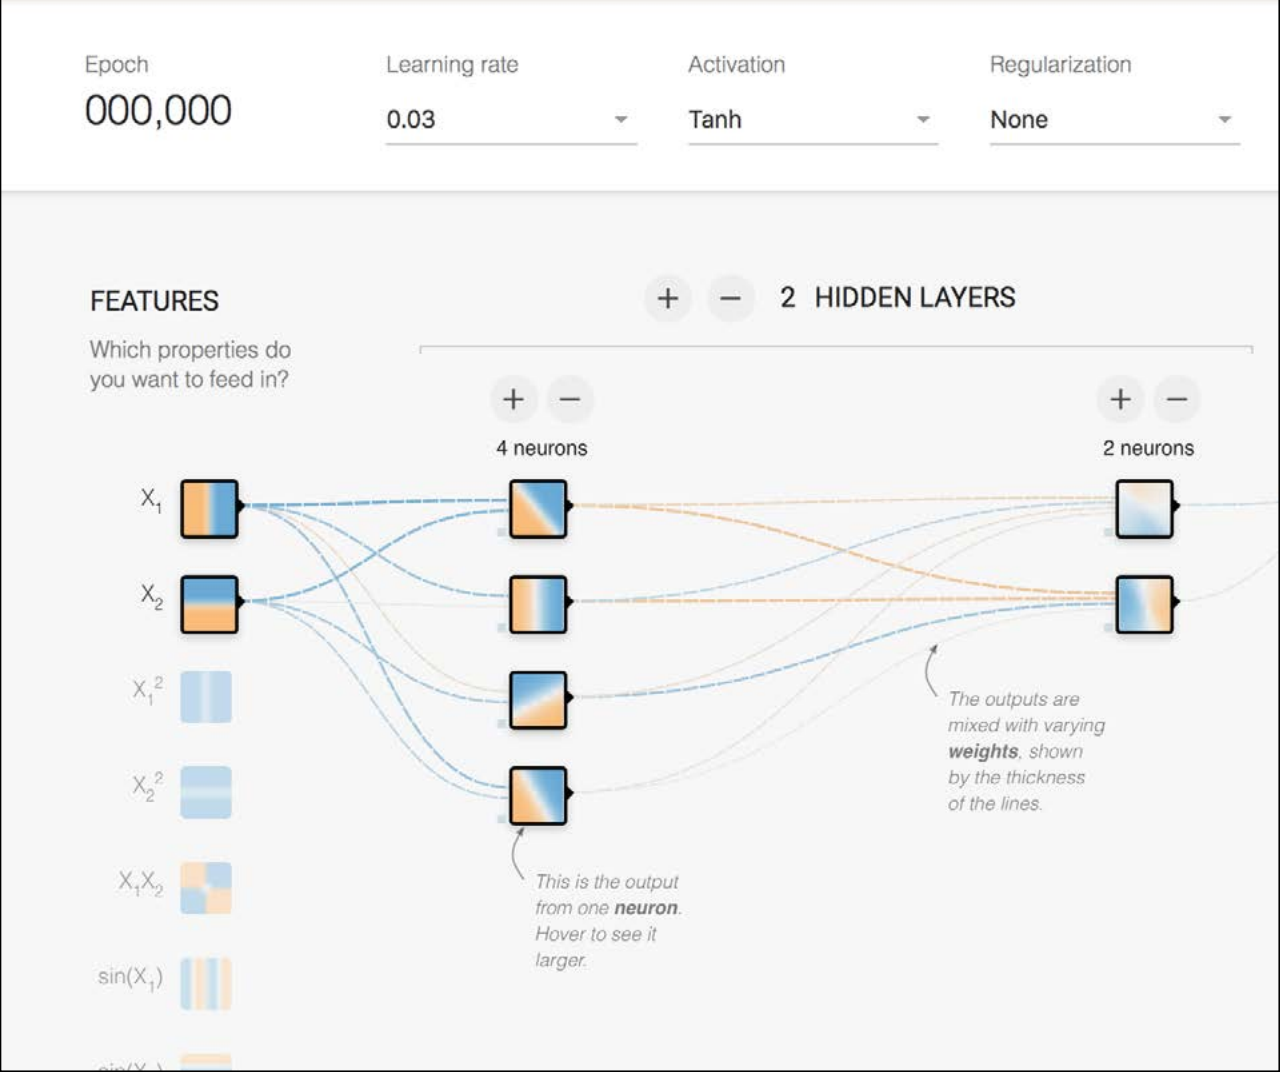 Epoch
Learning rate
Activation
Regularization
000,000
0.03
Tanh
None
FEATURES
+ − 2 HIDDEN LAYERS
Which properties do
you want to feed in?
+ −
+ −
4 neurons
2 neurons
X₁
X₂
X₁²
X₂²
X₁X₂
sin(X₁)
The outputs are
mixed with varying
weights, shown
by the thickness
of the lines.
This is the output
from one neuron.
Hover to see it
larger.